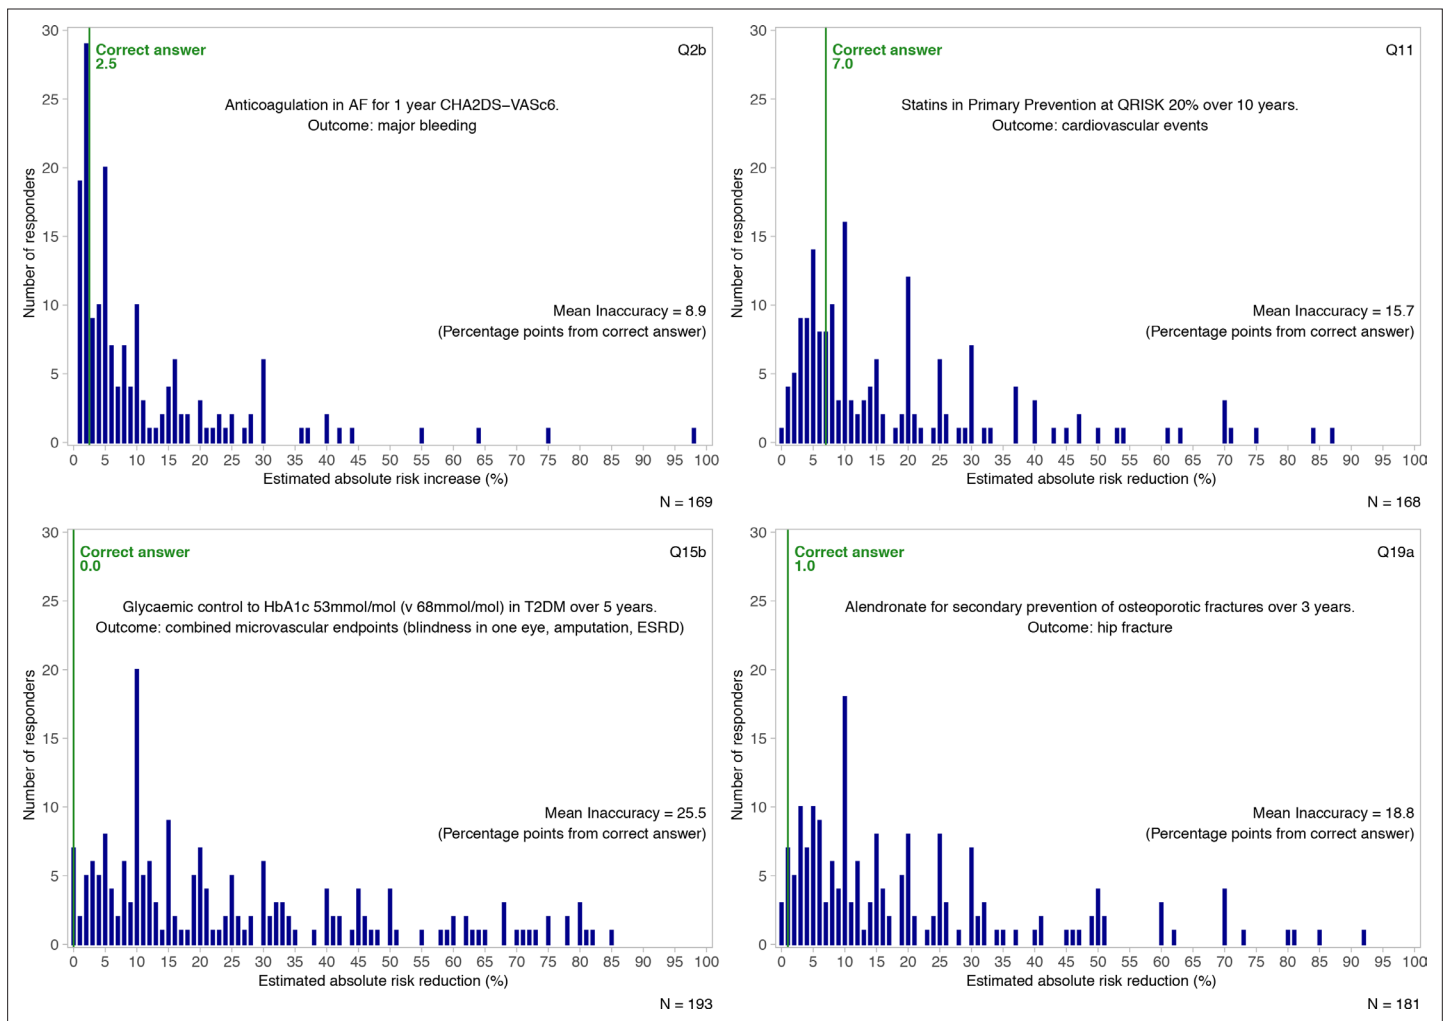 30
25
20
15
10
5
0
Number of responders
Correct answer
2.5
Q2b
Anticoagulation in AF for 1 year CHA2DS−VASc6.
Outcome: major bleeding
Mean Inaccuracy = 8.9
(Percentage points from correct answer)
0 5 10 15 20 25 30 35 40 45 50 55 60 65 70 75 80 85 90 95 100
Estimated absolute risk increase (%)
N = 169
30
25
20
15
10
5
0
Number of responders
Correct answer
7.0
Q11
Statins in Primary Prevention at QRISK 20% over 10 years.
Outcome: cardiovascular events
Mean Inaccuracy = 15.7
(Percentage points from correct answer)
0 5 10 15 20 25 30 35 40 45 50 55 60 65 70 75 80 85 90 95 100
Estimated absolute risk reduction (%)
N = 168
30
25
20
15
10
5
0
Number of responders
Correct answer
0.0
Q15b
Glycaemic control to HbA1c 53mmol/mol (v 68mmol/mol) in T2DM over 5 years.
Outcome: combined microvascular endpoints (blindness in one eye, amputation, ESRD)
Mean Inaccuracy = 25.5
(Percentage points from correct answer)
0 5 10 15 20 25 30 35 40 45 50 55 60 65 70 75 80 85 90 95 100
Estimated absolute risk reduction (%)
N = 193
30
25
20
15
10
5
0
Number of responders
Correct answer
1.0
Q19a
Alendronate for secondary prevention of osteoporotic fractures over 3 years.
Outcome: hip fracture
Mean Inaccuracy = 18.8
(Percentage points from correct answer)
0 5 10 15 20 25 30 35 40 45 50 55 60 65 70 75 80 85 90 95 100
Estimated absolute risk reduction (%)
N = 181